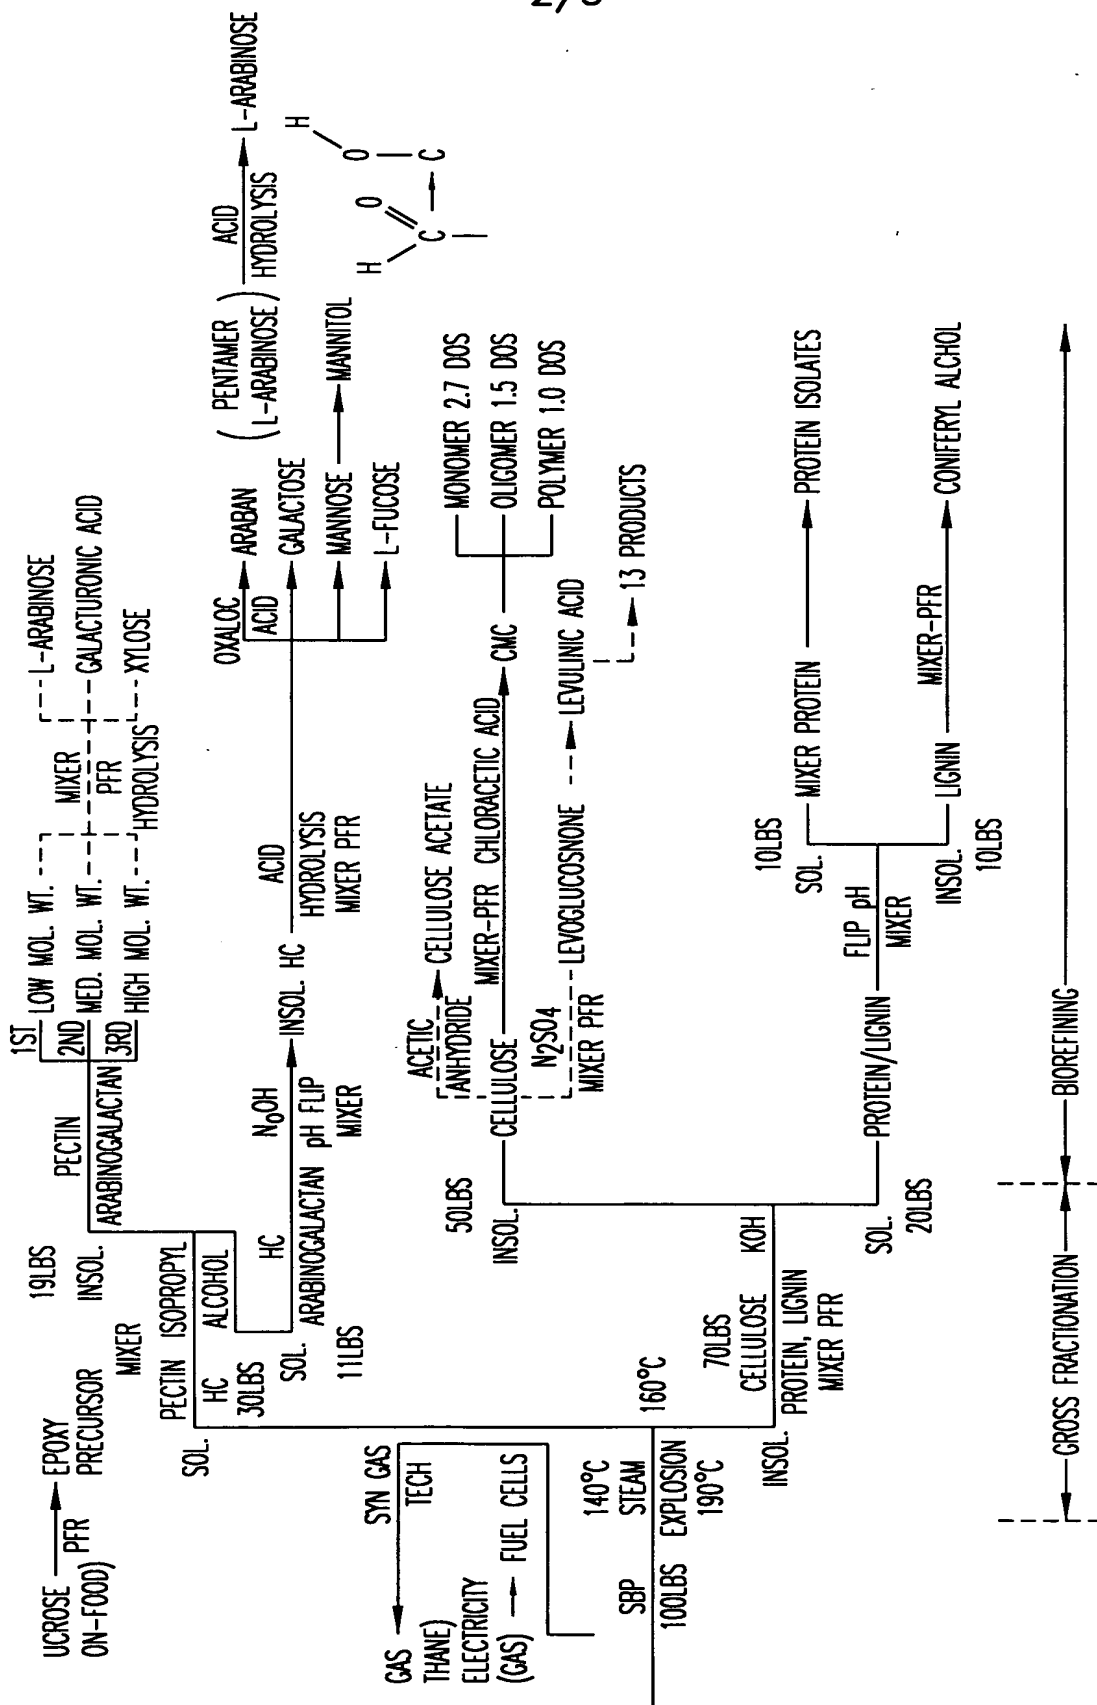 2/8
UCROSE
ON-FOOD)
PFR
EPOXY
PRECURSOR
MIXER
19LBS
INSOL.
PECTIN
ARABINOGALACTAN
1ST
2ND
3RD
LOW MOL. WT.
MED. MOL. WT.
HIGH MOL. WT.
MIXER
PFR
HYDROLYSIS
L-ARABINOSE
GALACTURONIC ACID
XYLOSE
SOL.
PECTIN
HC
30LBS
ISOPROPYL
ALCOHOL
SOL.
11LBS
HC
ARABINOGALACTAN
NoOH
pH FLIP
MIXER
INSOL. HC
ACID
HYDROLYSIS
MIXER PFR
OXALOC
ACID
ARABAN
GALACTOSE
MANNOSE
L-FUCOSE
MANNITOL
(PENTAMER
L-ARABINOSE)
ACID
HYDROLYSIS
L-ARABINOSE
H
O
C
O
C
H
GAS
THANE)
ELECTRICITY
(GAS)
FUEL CELLS
SYN GAS
TECH
SBP
100LBS
140°C
STEAM
EXPLOSION
190°C
160°C
INSOL.
70LBS
CELLULOSE
PROTEIN, LIGNIN
MIXER PFR
KOH
50LBS
INSOL.
CELLULOSE
ACETIC
ANHYDRIDE
CELLULOSE ACETATE
MIXER-PFR CHLORACETIC ACID
CMC
MONOMER 2.7 DOS
OLIGOMER 1.5 DOS
POLYMER 1.0 DOS
N2SO4
MIXER PFR
LEVOGLUCOSNONE
LEVULINIC ACID
13 PRODUCTS
SOL.
20LBS
PROTEIN/LIGNIN
FLIP pH
MIXER
10LBS
SOL.
MIXER PROTEIN
PROTEIN ISOLATES
INSOL.
10LBS
LIGNIN
MIXER-PFR
CONIFERYL ALCHOL
GROSS FRACTIONATION
BIOREFINING